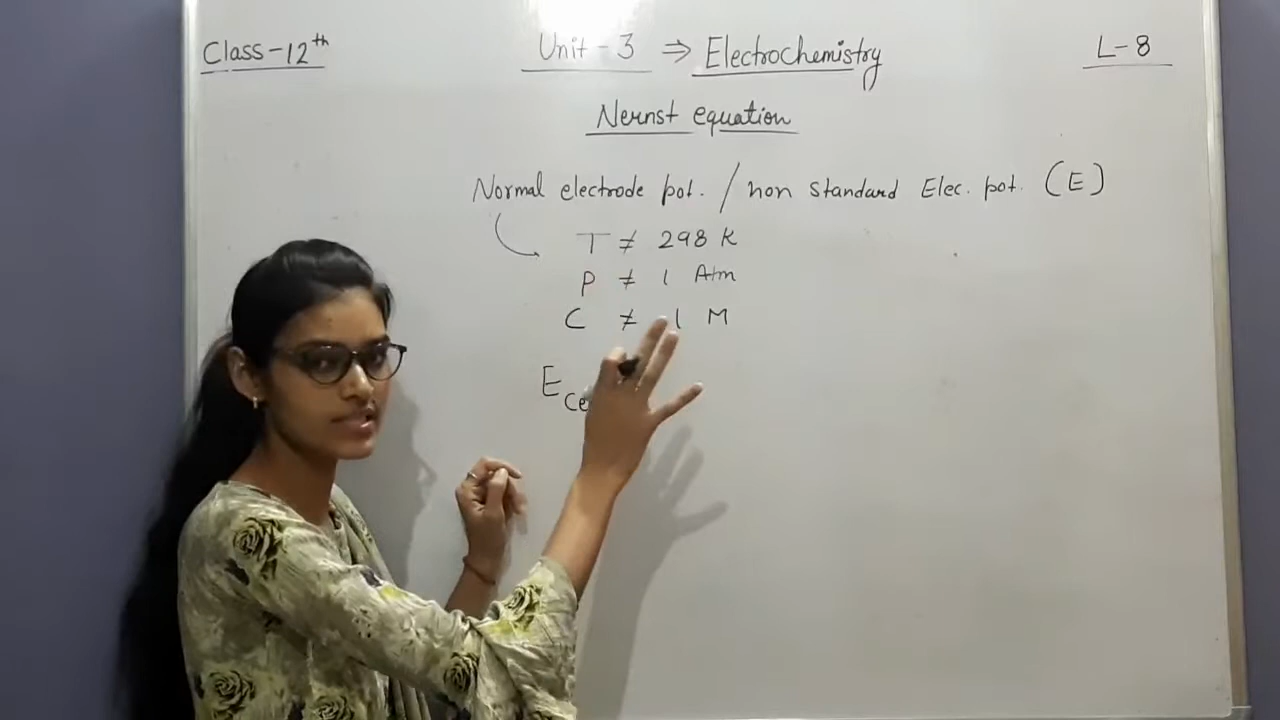 Class-12th
Unit-3 ⇒ Electrochemistry
L-8
Nernst equation
Normal electrode pot. / non standard Elec. pot. (E)
T ≠ 298 K
P ≠ 1 Atm
C ≠ 1 M
E Ce